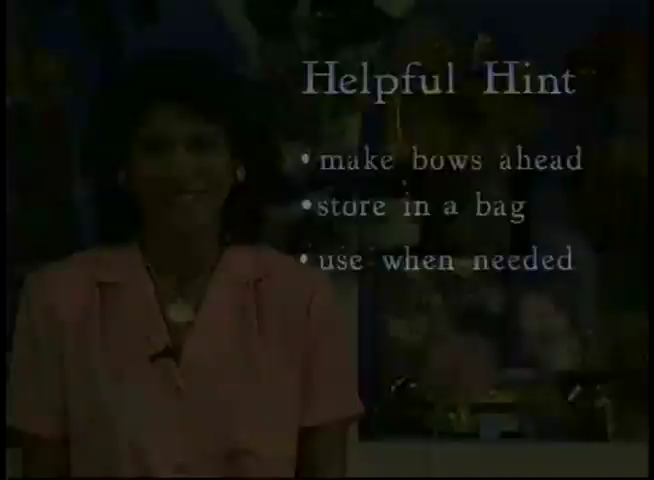 Helpful Hint
• make bows ahead
• store in a bag
• use when needed